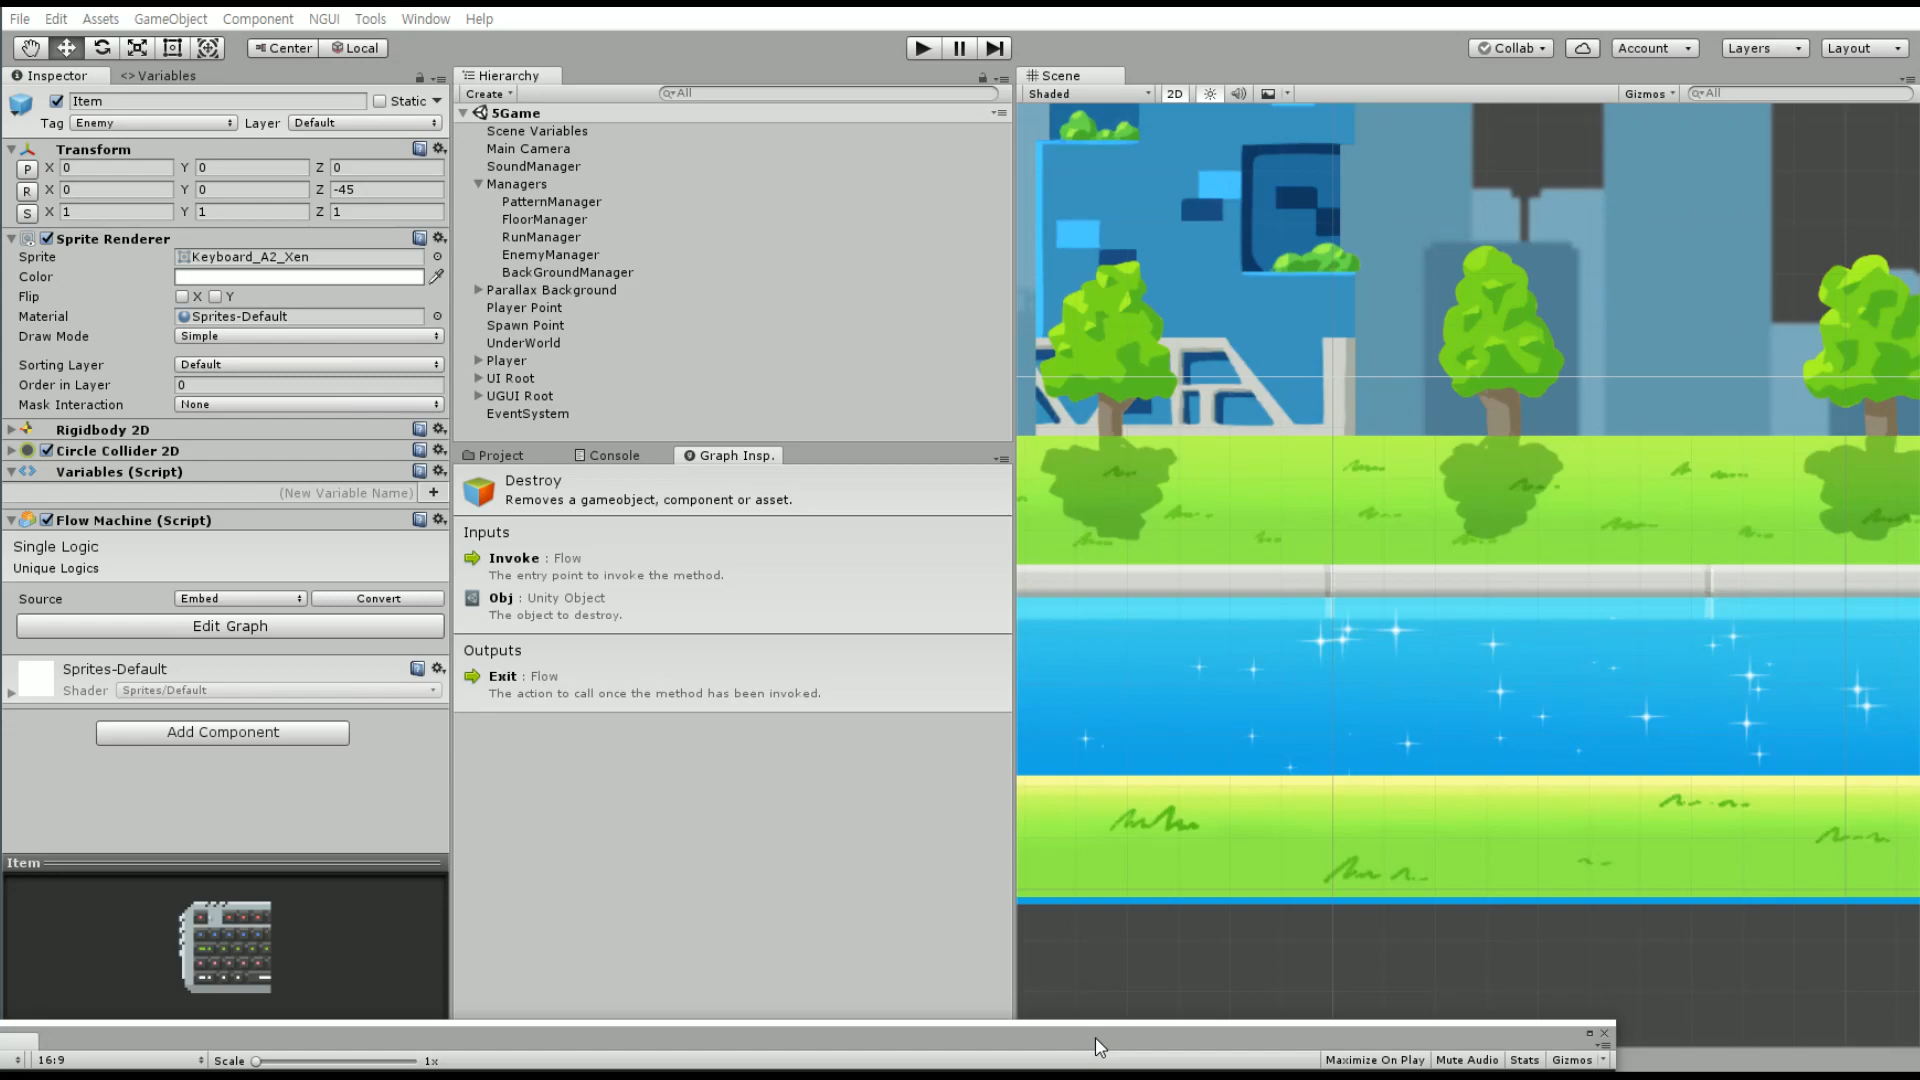 File Edit Assets GameObject Component NGUI Tools Window Help
Center Local Collab Account Layers Layout
Inspector <> Variables
Item Static
Tag Enemy Layer Default
Transform
P X 0 Y 0 Z 0
R X 0 Y 0 Z -45
S X 1 Y 1 Z 1
Sprite Renderer
Sprite Keyboard_A2_Xen
Color
Flip X Y
Material Sprites-Default
Draw Mode Simple
Sorting Layer Default
Order in Layer 0
Mask Interaction None
Rigidbody 2D
Circle Collider 2D
Variables (Script)
(New Variable Name) +
Flow Machine (Script)
Single Logic
Unique Logics
Source Embed Convert
Edit Graph
Sprites-Default
Shader Sprites/Default
Add Component
Item
Hierarchy
Create All
5Game
Scene Variables
Main Camera
SoundManager
Managers
PatternManager
FloorManager
RunManager
EnemyManager
BackGroundManager
Parallax Background
Player Point
Spawn Point
UnderWorld
Player
UI Root
UGUI Root
EventSystem
Project Console Graph Insp.
Destroy
Removes a gameobject, component or asset.
Inputs
Invoke : Flow
The entry point to invoke the method.
Obj : Unity Object
The object to destroy.
Outputs
Exit : Flow
The action to call once the method has been invoked.
Scene
Shaded 2D Gizmos All
16:9 Scale 1x Maximize On Play Mute Audio Stats Gizmos